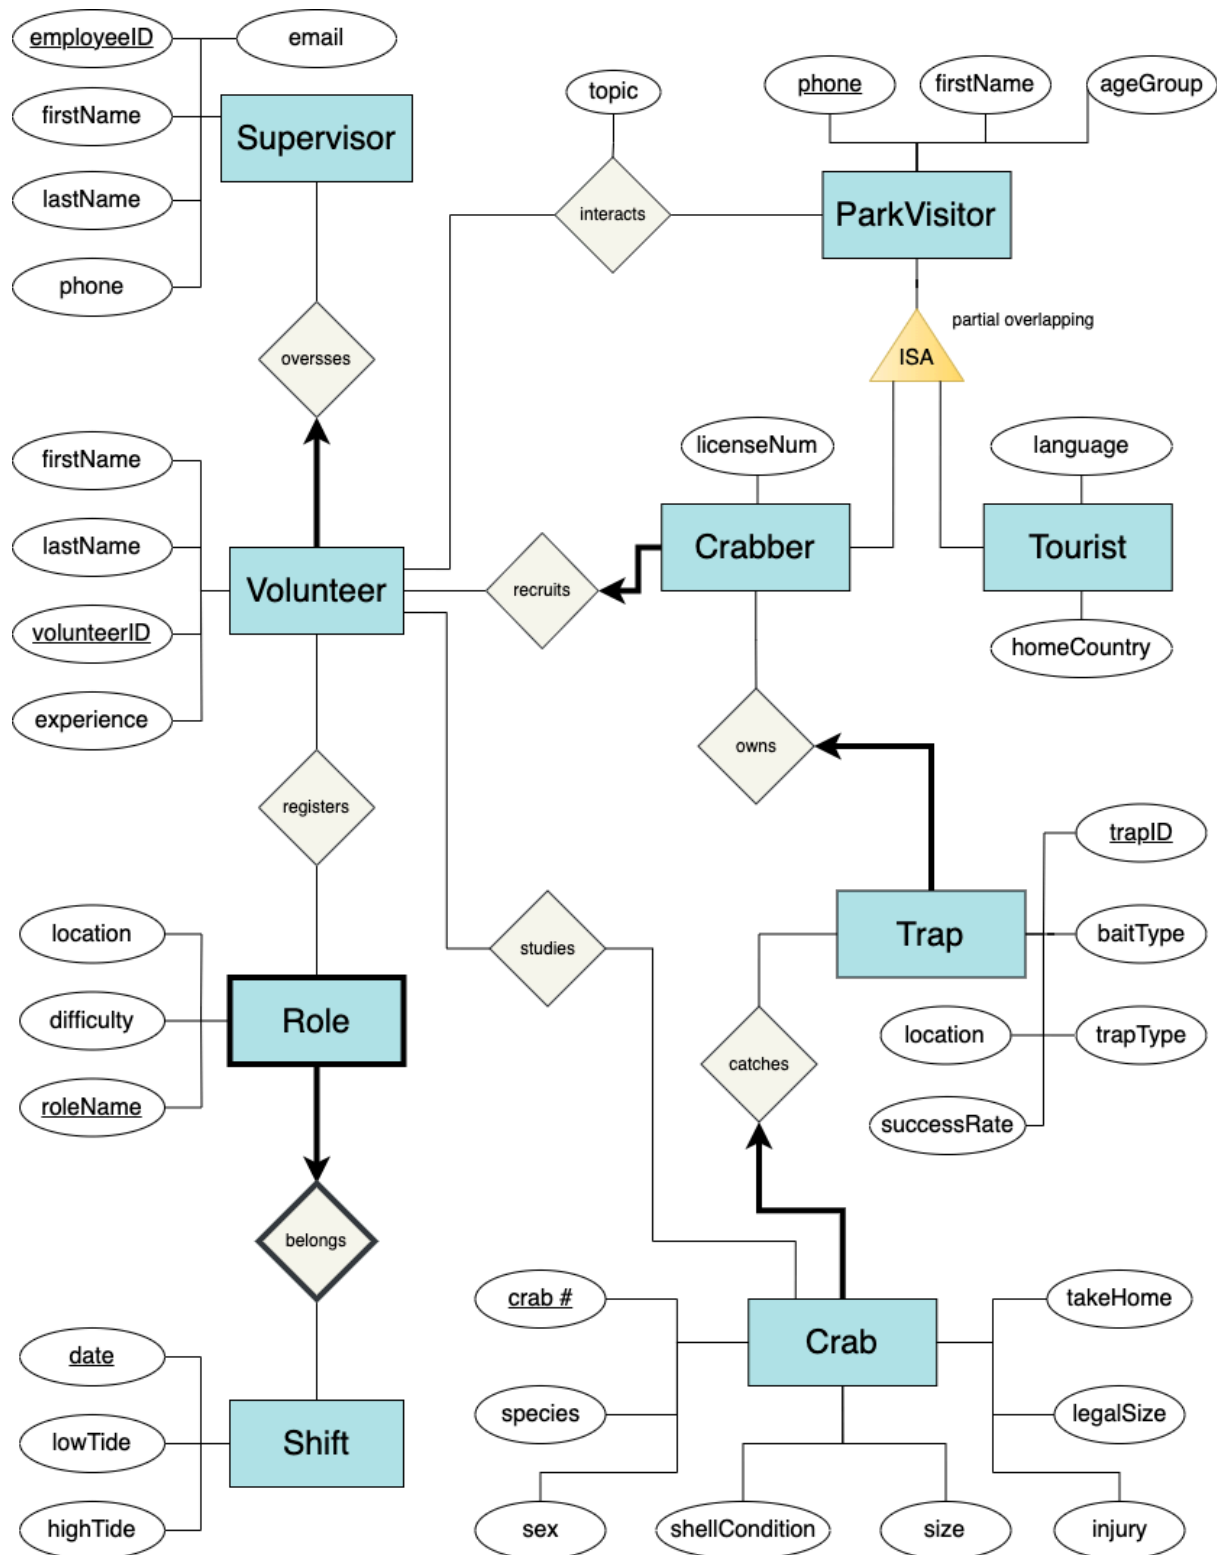 employeeID
email
firstName
Supervisor
lastName
phone
topic
phone
firstName
ageGroup
interacts
ParkVisitor
oversses
partial overlapping
ISA
firstName
lastName
Volunteer
volunteerID
experience
recruits
licenseNum
Crabber
language
Tourist
homeCountry
owns
registers
trapID
Trap
baitType
location
trapType
successRate
studies
catches
location
difficulty
Role
roleName
belongs
date
lowTide
Shift
highTide
crab #
takeHome
Crab
species
legalSize
sex
shellCondition
size
injury